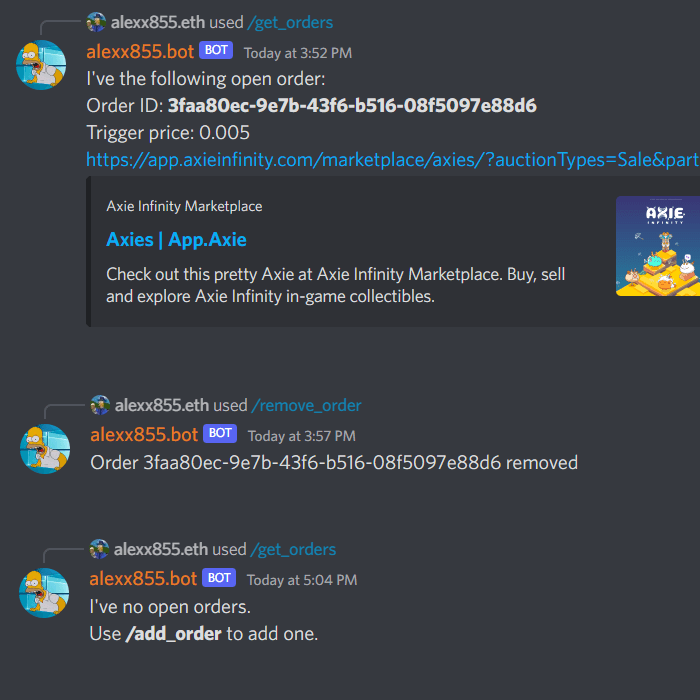 alexx855.eth used /get_orders
alexx855.bot BOT Today at 3:52 PM
I've the following open order:
Order ID: 3faa80ec-9e7b-43f6-b516-08f5097e88d6
Trigger price: 0.005
https://app.axieinfinity.com/marketplace/axies/?auctionTypes=Sale&part
Axie Infinity Marketplace
Axies | App.Axie
AXIE
INFINITY
Check out this pretty Axie at Axie Infinity Marketplace. Buy, sell
and explore Axie Infinity in-game collectibles.
alexx855.eth used /remove_order
alexx855.bot BOT Today at 3:57 PM
Order 3faa80ec-9e7b-43f6-b516-08f5097e88d6 removed
alexx855.eth used /get_orders
alexx855.bot BOT Today at 5:04 PM
I've no open orders.
Use /add_order to add one.